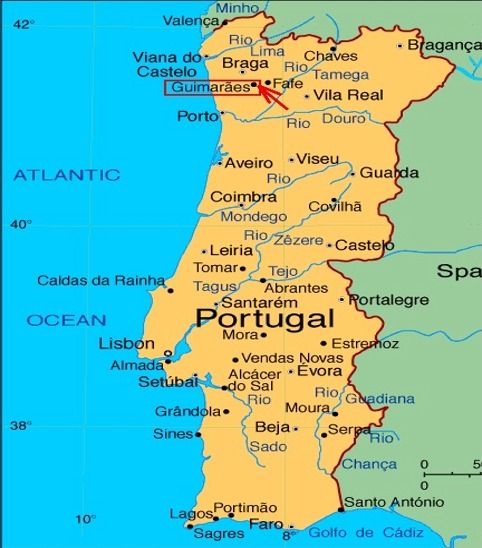 42°
Minho
Valença
Rio
Lima
Chaves
Bragança
Viana do
Castelo
Braga
Rio
Tamega
Guimarães
Fafe
Vila Real
Porto
Rio
Douro
Aveiro
Viseu
Guarda
ATLANTIC
Rio
Coimbra
Covilhã
Mondego
40°
Rio
Zêzere
Castelo
Leiria
Tomar
Tejo
Spa
Caldas da Rainha
Tagus
Abrantes
Santarém
Portalegre
OCEAN
Portugal
Mora
Lisbon
Estremoz
Almada
Vendas Novas
Setúbal
Alcácer
do Sal
Évora
Rio
Rio
Guadiana
Grândola
Moura
38°
Sines
Beja
Serpa
Rio
Sado
Chança
0
50
0
Lagos
Portimão
Santo António
10°
Sagres
Faro
8°
Golfo de Cádiz